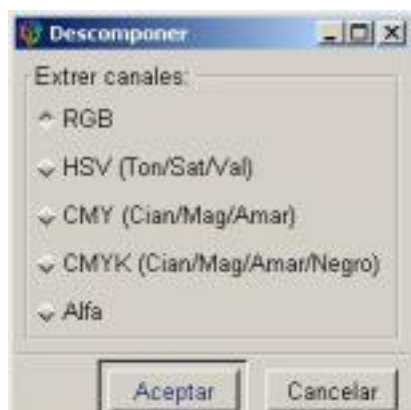 Descomponer
Extrer canales:
RGB
HSV (Ton/Sat/Val)
CMY (Cian/Mag/Amar)
CMYK (Cian/Mag/Amar/Negro)
Alfa
Aceptar
Cancelar